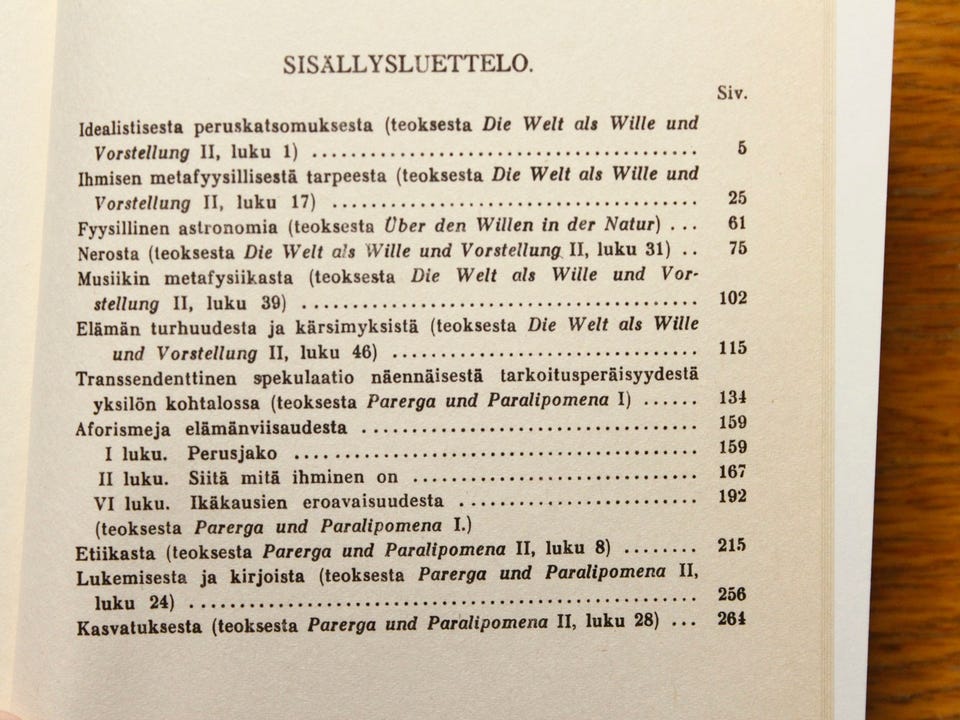 SISÄLLYSLUETTELO.
Siv.
Idealistisesta peruskatsomuksesta (teoksesta Die Welt als Wille und
Vorstellung II, luku 1) ........................................ 5
Ihmisen metafyysillisestä tarpeesta (teoksesta Die Welt als Wille und
Vorstellung II, luku 17) ...................................... 25
Fyysillinen astronomia (teoksesta Über den Willen in der Natur) ... 61
Nerosta (teoksesta Die Welt als Wille und Vorstellung II, luku 31) .. 75
Musiikin metafysiikasta (teoksesta Die Welt als Wille und Vor-
stellung II, luku 39) ......................................... 102
Elämän turhuudesta ja kärsimyksistä (teoksesta Die Welt als Wille
und Vorstellung II, luku 46) ................................ 115
Transsendenttinen spekulaatio näennäisestä tarkoitusperäisyydestä
yksilön kohtalossa (teoksesta Parerga und Paralipomena I) ...... 134
Aforismeja elämänviisaudesta ................................... 159
I luku. Perusjako .......................................... 159
II luku. Siitä mitä ihminen on .............................. 167
VI luku. Ikäkausien eroavaisuudesta ......................... 192
(teoksesta Parerga und Paralipomena I.)
Etiikasta (teoksesta Parerga und Paralipomena II, luku 8) ........ 215
Lukemisesta ja kirjoista (teoksesta Parerga und Paralipomena II,
luku 24) ..................................................... 256
Kasvatuksesta (teoksesta Parerga und Paralipomena II, luku 28) ... 264